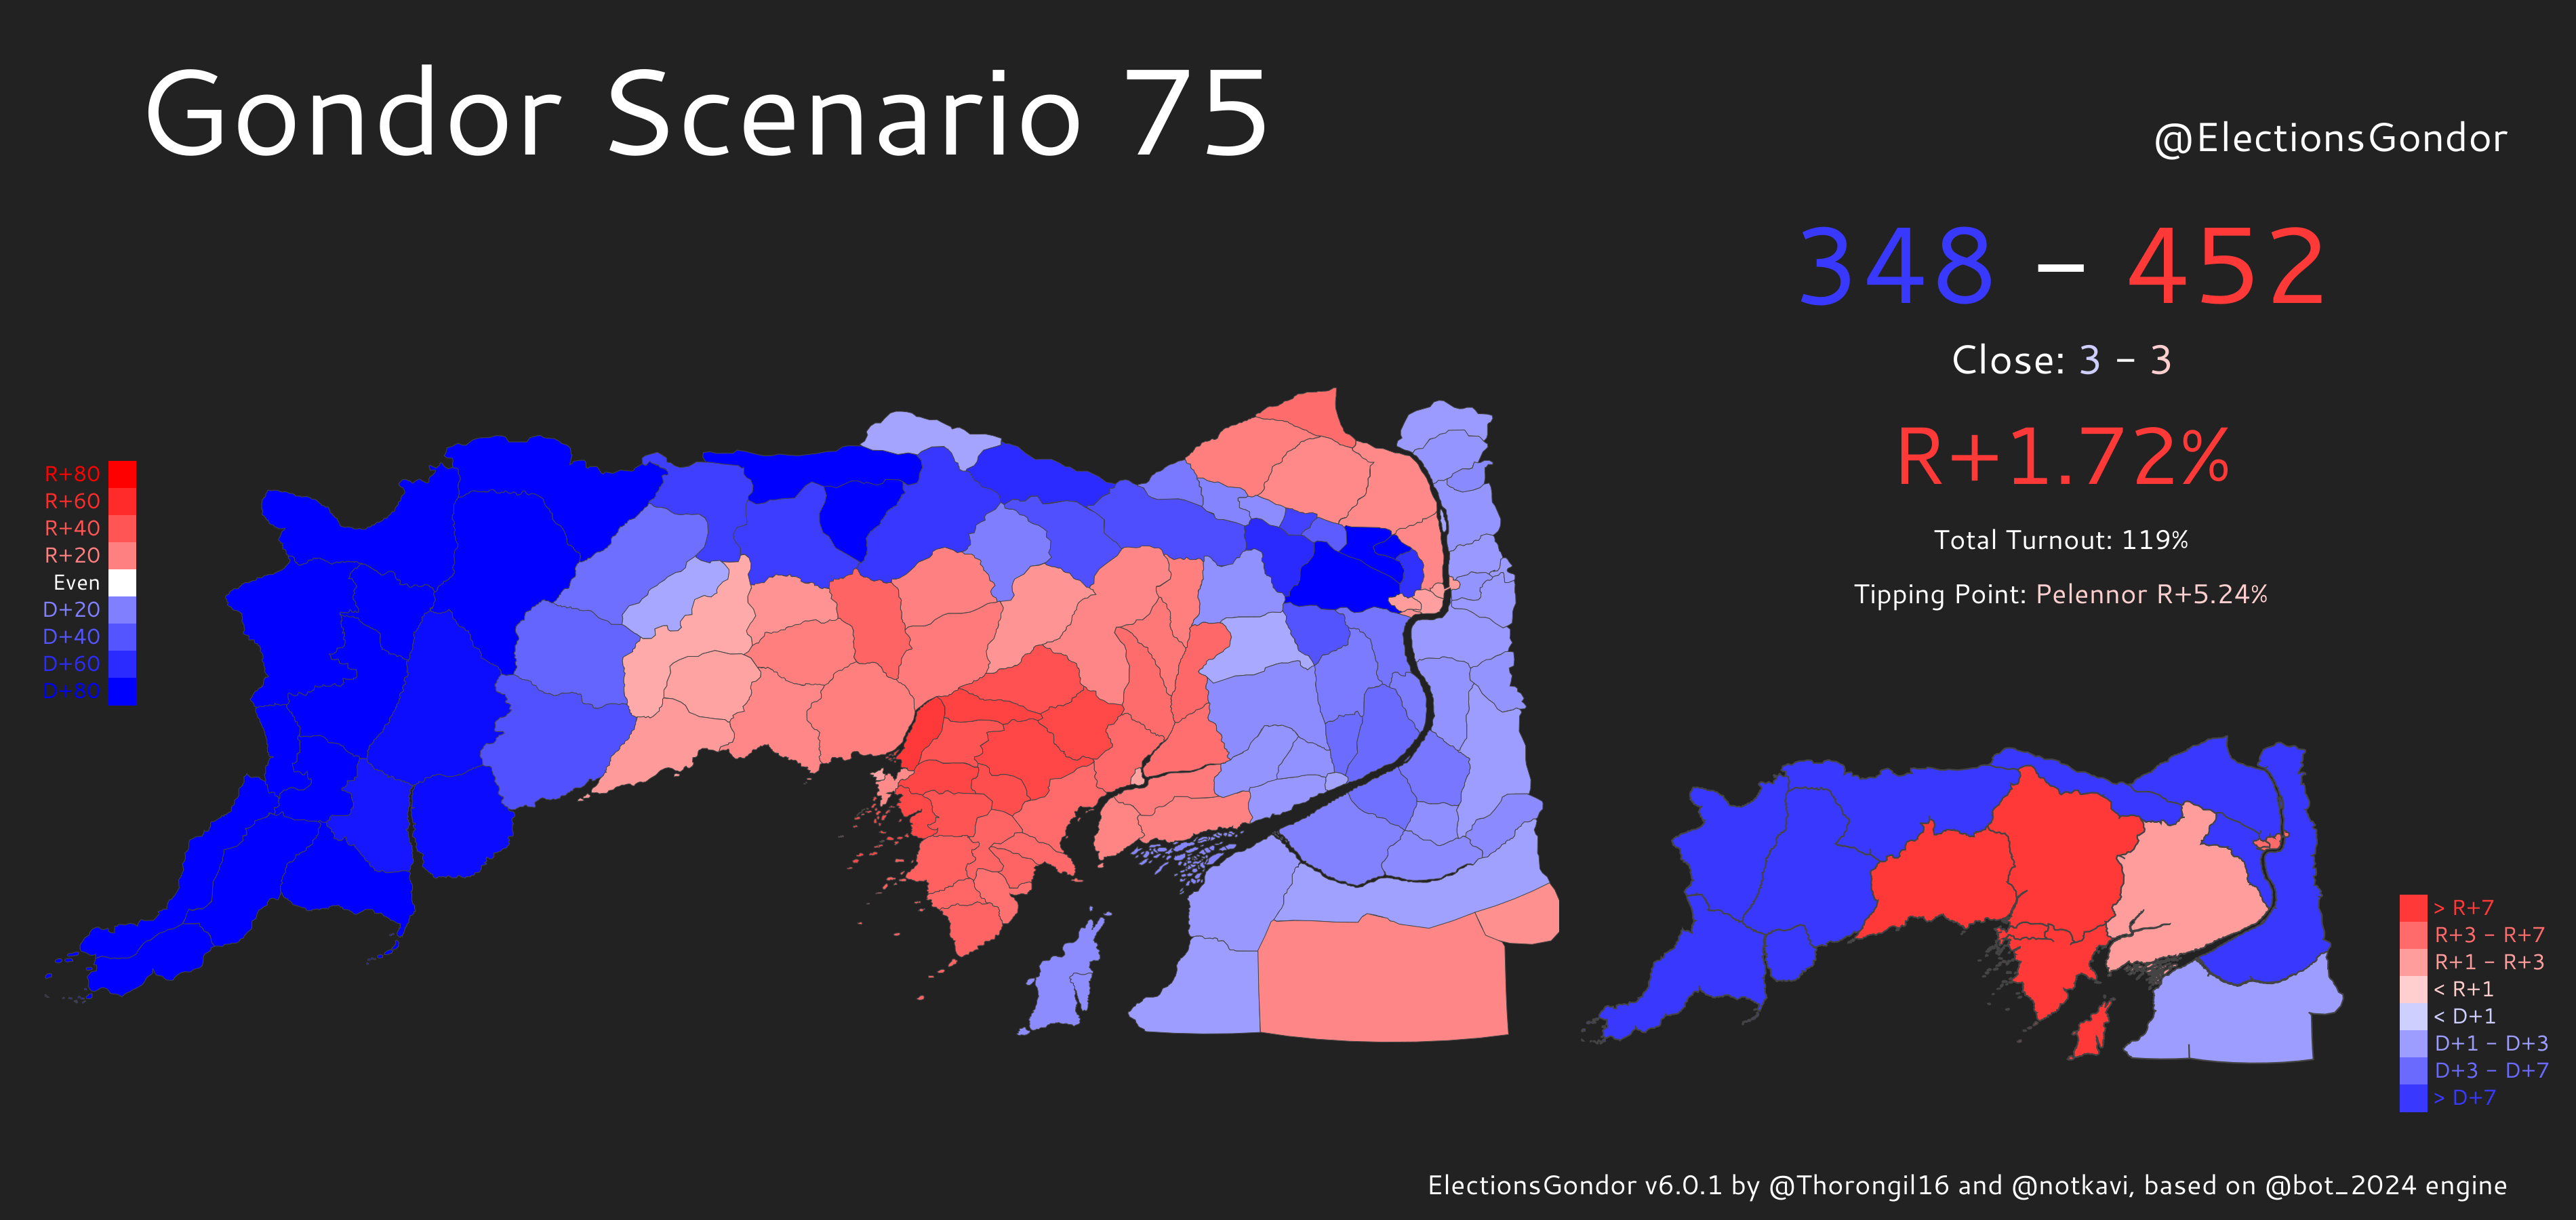 Gondor Scenario 75
@ElectionsGondor
348 - 452
Close: 3 - 3
R+1.72%
Total Turnout: 119%
Tipping Point: Pelennor R+5.24%
R+80
R+60
R+40
R+20
Even
D+20
D+40
D+60
D+80
> R+7
R+3 - R+7
R+1 - R+3
< R+1
< D+1
D+1 - D+3
D+3 - D+7
> D+7
ElectionsGondor v6.0.1 by @Thorongil16 and @notkavi, based on @bot_2024 engine